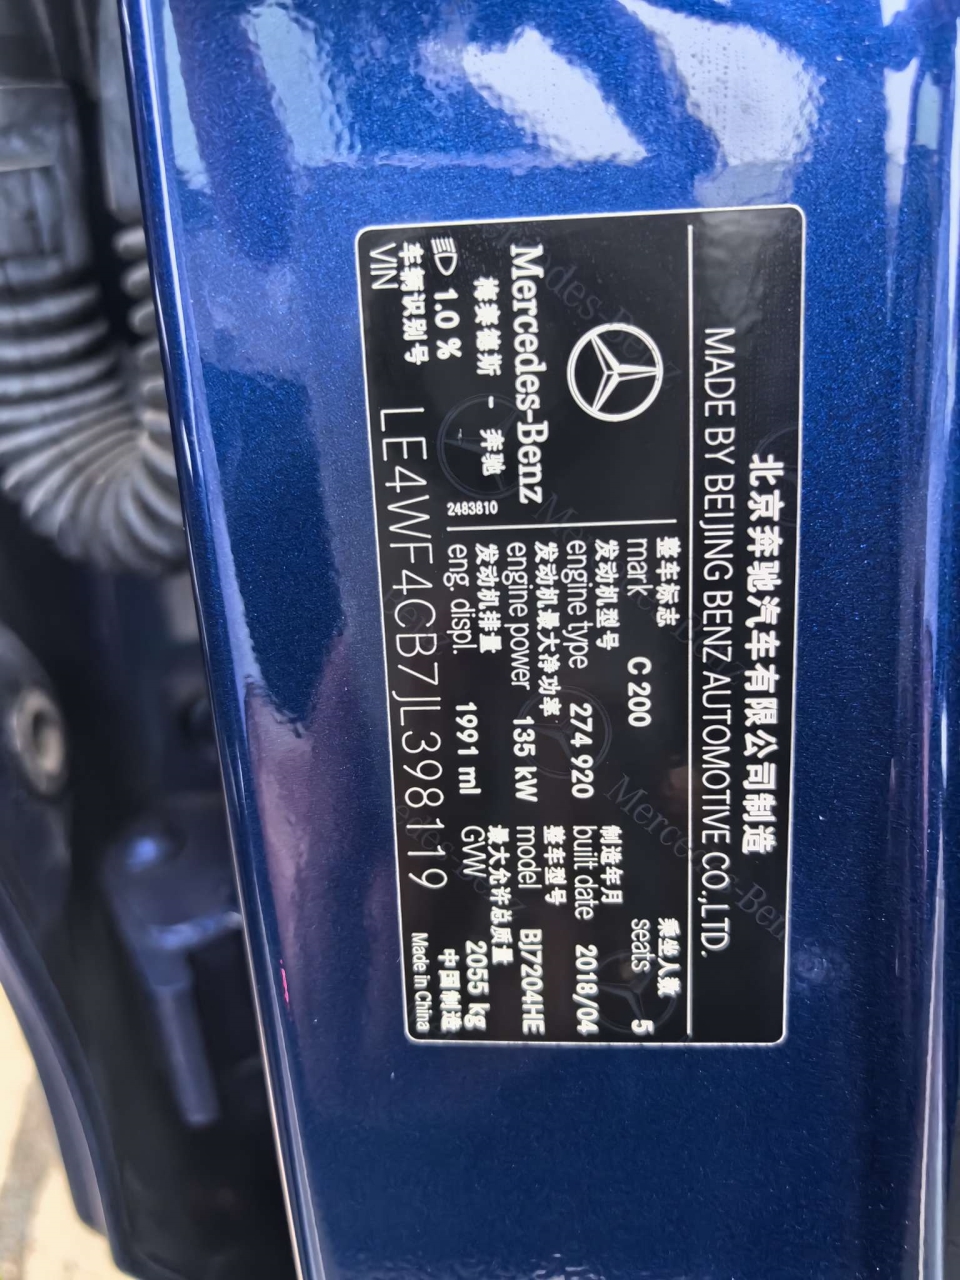 北京奔驰汽车有限公司制造
MADE BY BEIJING BENZ AUTOMOTIVE CO.,LTD.
Mercedes-Benz
梅赛德斯 - 奔驰
1.0 %
2483810
整车标志
mark C 200
乘坐人数
seats 5
发动机型号
engine type 274 920
制造年月
built date 2018/04
发动机最大净功率
engine power 135 kW
整车型号
model BJ7204HE
发动机排量
eng. displ. 1991 ml
最大允许总质量
GVW 2055 kg
车辆识别号
VIN LE4WF4CB7JL398119
中国制造
Made in China